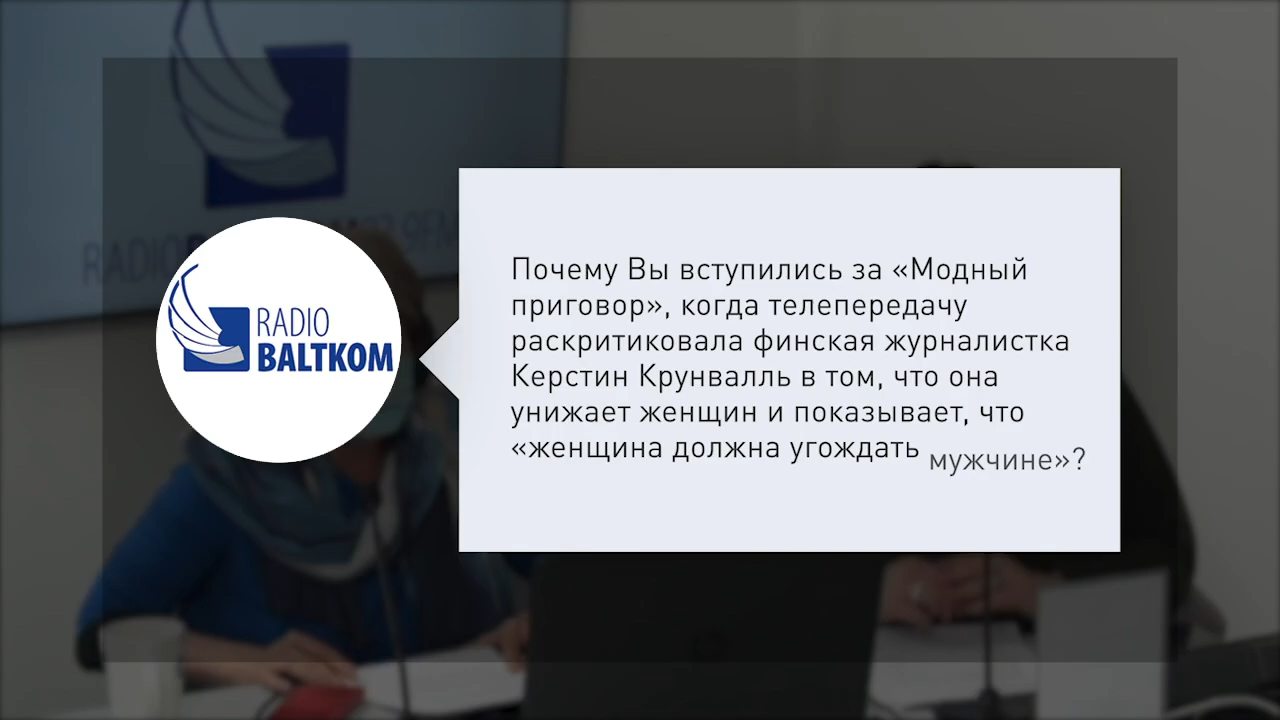 RADIO
BALTKOM
Почему Вы вступились за «Модный
приговор», когда телепередачу
раскритиковала финская журналистка
Керстин Крунвалль в том, что она
унижает женщин и показывает, что
«женщина должна угождать мужчине»?